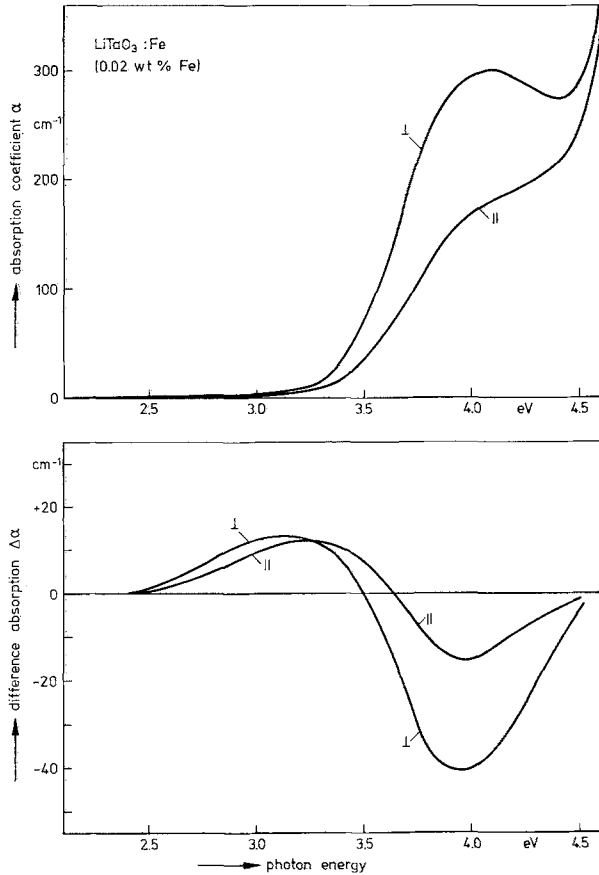 LiTaO₃ : Fe
(0.02 wt % Fe)
300
cm⁻¹
200
100
0
absorption coefficient α
⊥
||
2.5
3.0
3.5
4.0
eV
4.5
cm⁻¹
+20
0
-20
-40
difference absorption Δα
⊥
||
||
⊥
2.5
3.0
3.5
4.0
eV
4.5
photon energy